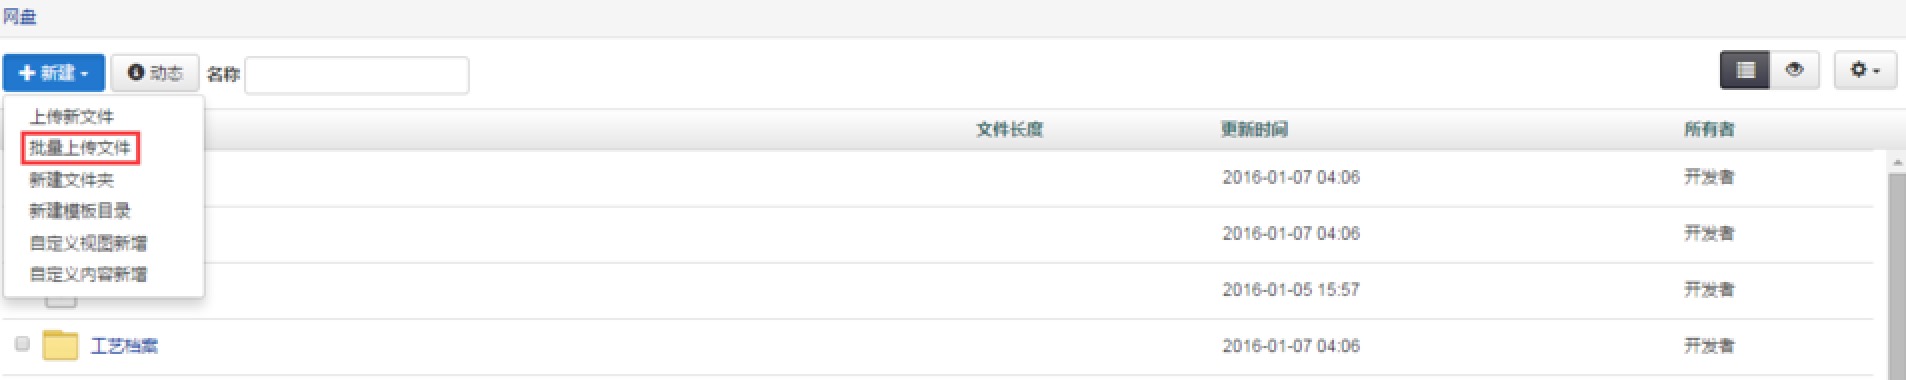 网盘
新建 动态 名称
上传新文件
批量上传文件
新建文件夹
新建模板目录
自定义视图新增
自定义内容新增
文件长度 更新时间 所有者
2016-01-07 04:06 开发者
2016-01-07 04:06 开发者
2016-01-05 15:57 开发者
工艺档案 2016-01-07 04:06 开发者